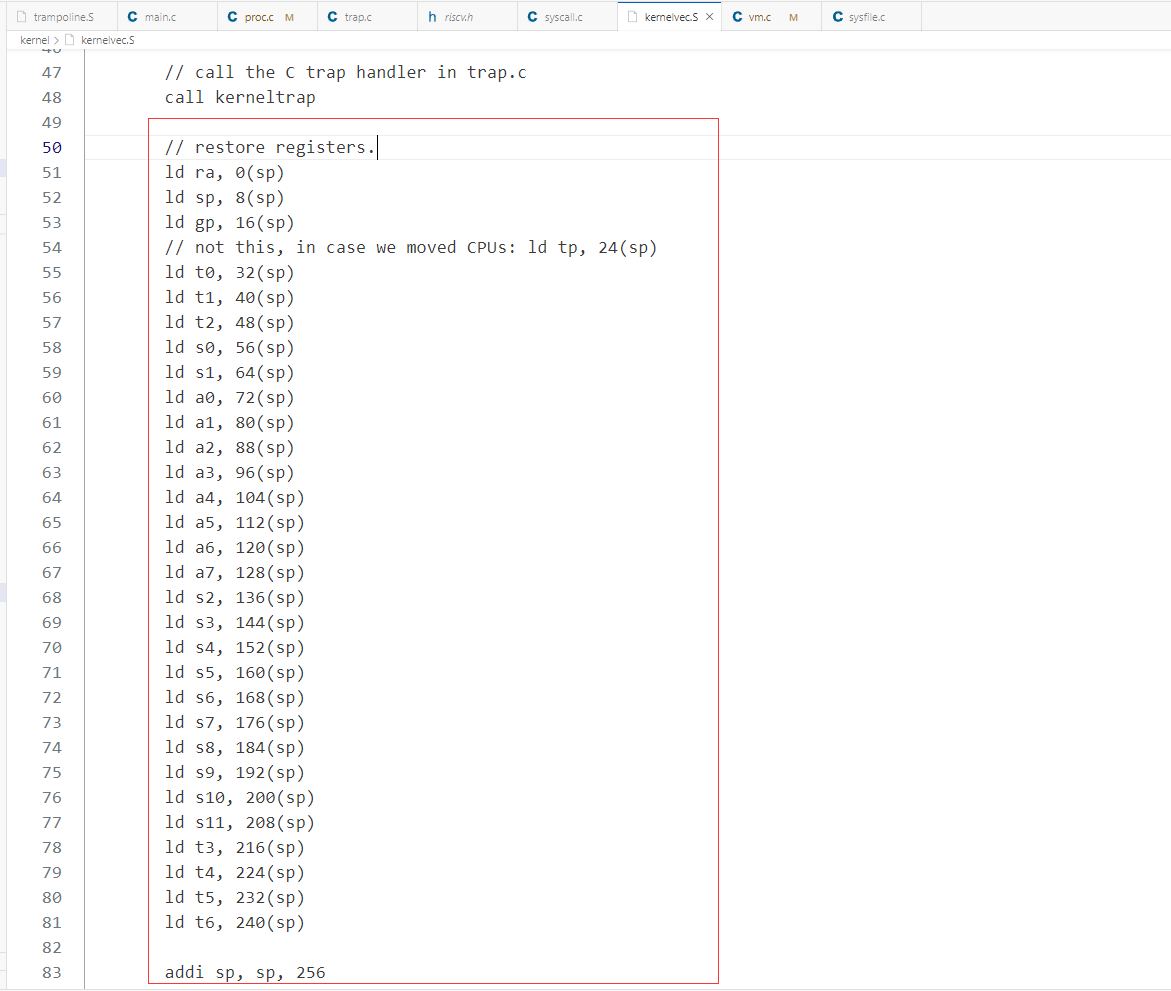 trampoline.S C main.c C proc.c M C trap.c h riscv.h C syscall.c kernelvec.S × C vm.c M C sysfile.c
kernel > kernelvec.S
46
47 // call the C trap handler in trap.c
48 call kerneltrap
49
50 // restore registers.
51 ld ra, 0(sp)
52 ld sp, 8(sp)
53 ld gp, 16(sp)
54 // not this, in case we moved CPUs: ld tp, 24(sp)
55 ld t0, 32(sp)
56 ld t1, 40(sp)
57 ld t2, 48(sp)
58 ld s0, 56(sp)
59 ld s1, 64(sp)
60 ld a0, 72(sp)
61 ld a1, 80(sp)
62 ld a2, 88(sp)
63 ld a3, 96(sp)
64 ld a4, 104(sp)
65 ld a5, 112(sp)
66 ld a6, 120(sp)
67 ld a7, 128(sp)
68 ld s2, 136(sp)
69 ld s3, 144(sp)
70 ld s4, 152(sp)
71 ld s5, 160(sp)
72 ld s6, 168(sp)
73 ld s7, 176(sp)
74 ld s8, 184(sp)
75 ld s9, 192(sp)
76 ld s10, 200(sp)
77 ld s11, 208(sp)
78 ld t3, 216(sp)
79 ld t4, 224(sp)
80 ld t5, 232(sp)
81 ld t6, 240(sp)
82
83 addi sp, sp, 256